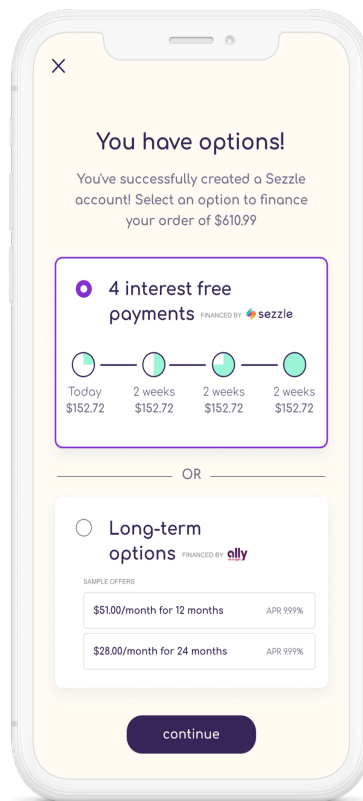 You have options!
You've successfully created a Sezzle
account! Select an option to finance
your order of $610.99
4 interest free
payments FINANCED BY sezzle
Today 2 weeks 2 weeks 2 weeks
$152.72 $152.72 $152.72 $152.72
OR
Long-term
options FINANCED BY ally
SAMPLE OFFERS
$51.00/month for 12 months APR 9.99%
$28.00/month for 24 months APR 9.99%
continue